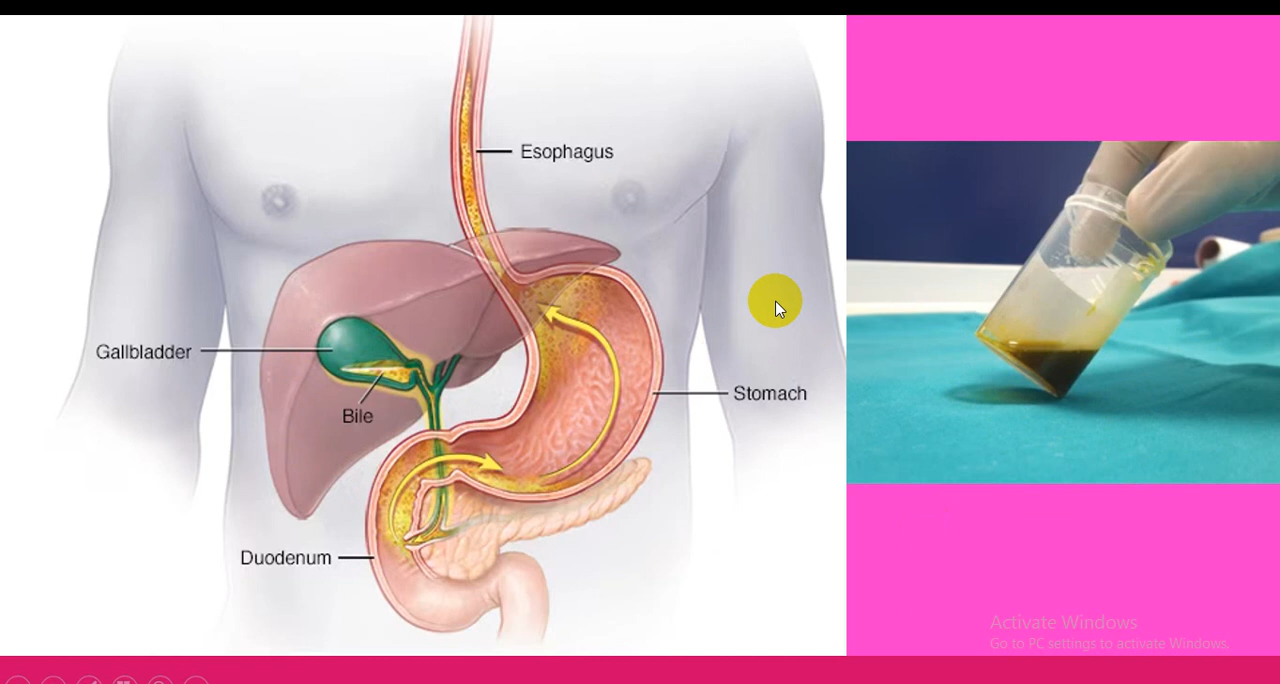 Esophagus
Gallbladder
Bile
Stomach
Duodenum
Activate Windows
Go to PC settings to activate Windows.